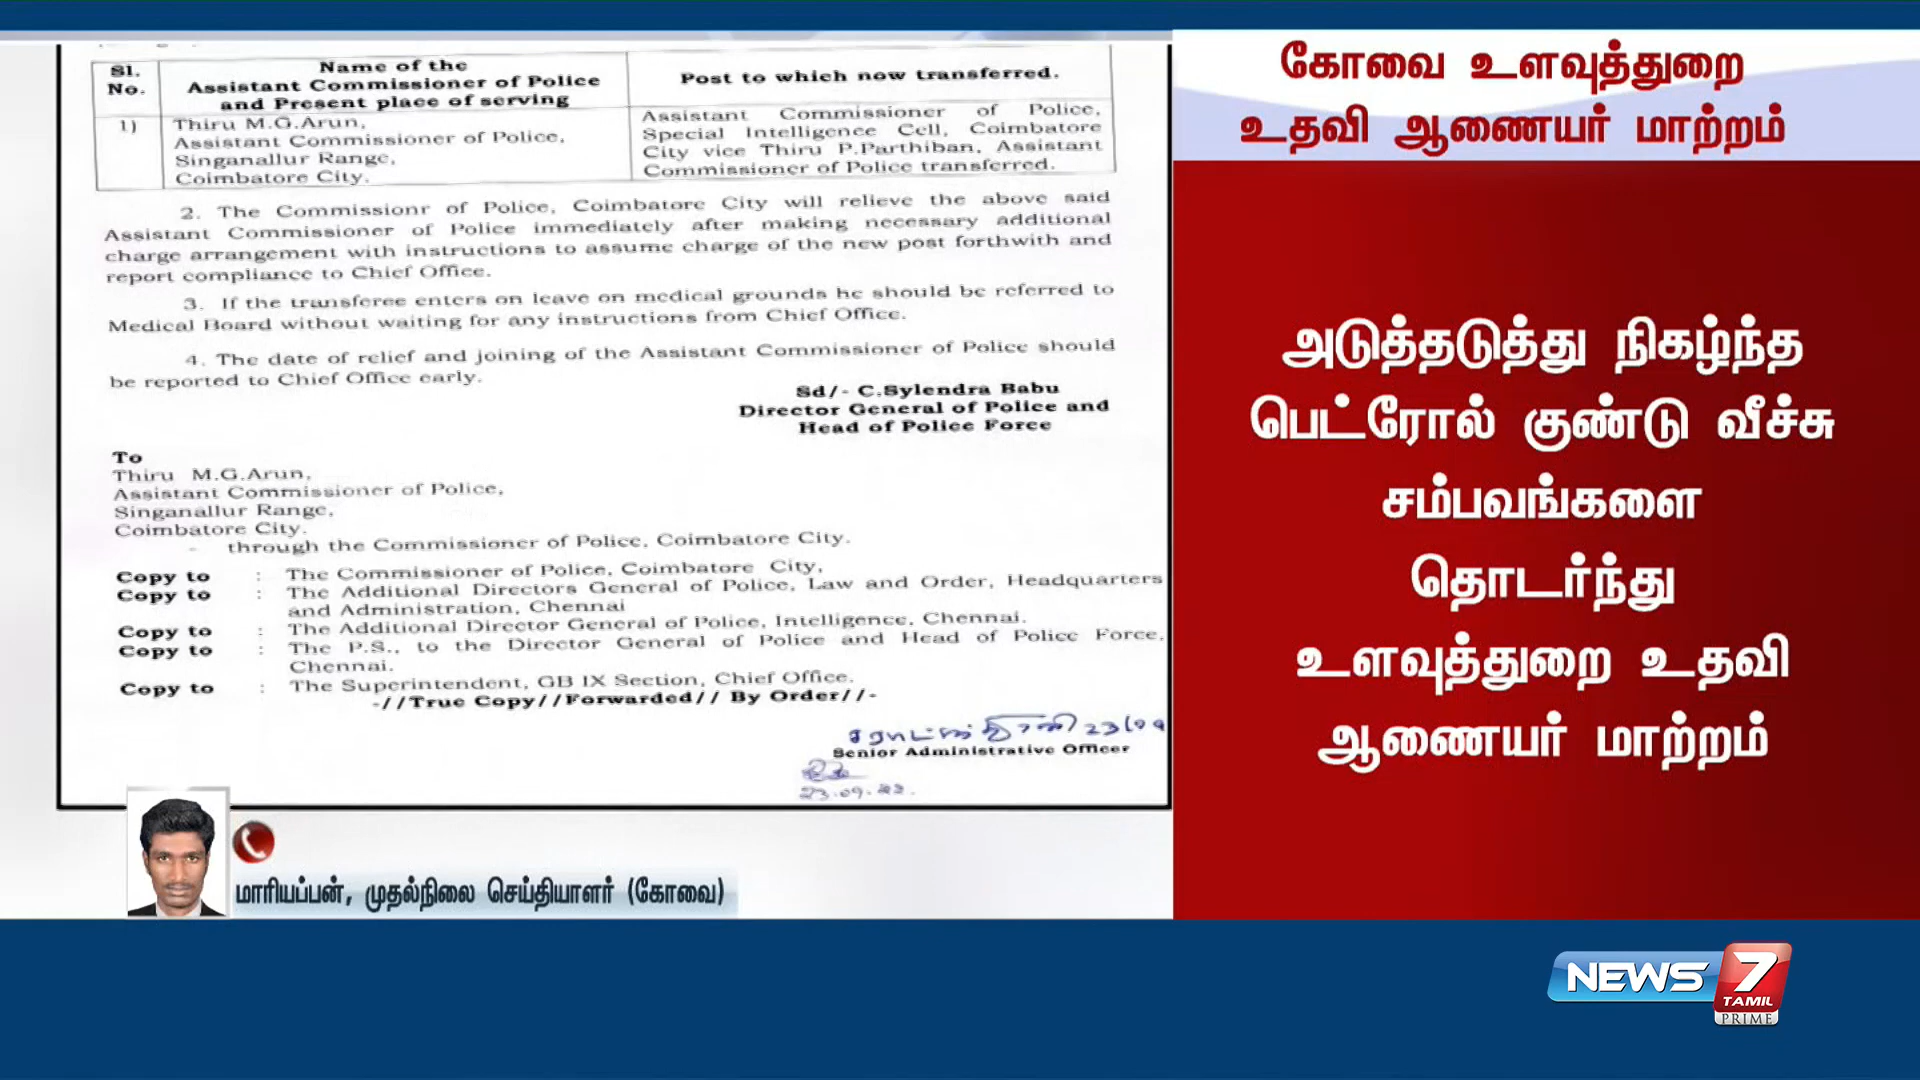 Sl.
No.
Name of the
Assistant Commissioner of Police
and Present place of serving
Post to which now transferred.
1)
Thiru M.G.Arun,
Assistant Commissioner of Police,
Singanallur Range,
Coimbatore City.
Assistant Commissioner of Police,
Special Intelligence Cell, Coimbatore
City vice Thiru P.Parthiban, Assistant
Commissioner of Police transferred.
2. The Commissionr of Police, Coimbatore City will relieve the above said
Assistant Commissioner of Police immediately after making necessary additional
charge arrangement with instructions to assume charge of the new post forthwith and
report compliance to Chief Office.
3. If the transferee enters on leave on medical grounds he should be referred to
Medical Board without waiting for any instructions from Chief Office.
4. The date of relief and joining of the Assistant Commissioner of Police should
be reported to Chief Office early.
Sd/- C.Sylendra Babu
Director General of Police and
Head of Police Force
To
Thiru M.G.Arun,
Assistant Commissioner of Police,
Singanallur Range,
Coimbatore City.
- through the Commissioner of Police, Coimbatore City.
Copy to : The Commissioner of Police, Coimbatore City,
Copy to : The Additional Directors General of Police, Law and Order, Headquarters
and Administration, Chennai
Copy to : The Additional Director General of Police, Intelligence, Chennai.
Copy to : The P.S., to the Director General of Police and Head of Police Force,
Chennai.
Copy to : The Superintendent, GB IX Section, Chief Office.
-//True Copy//Forwarded// By Order//-
23/09
Senior Administrative Officer
23.09.22.
கோவை உளவுத்துறை
உதவி ஆணையர் மாற்றம்
அடுத்தடுத்து நிகழ்ந்த
பெட்ரோல் குண்டு வீச்சு
சம்பவங்களை
தொடர்ந்து
உளவுத்துறை உதவி
ஆணையர் மாற்றம்
மாரியப்பன், முதல்நிலை செய்தியாளர் (கோவை)
NEWS 7
TAMIL
PRIME